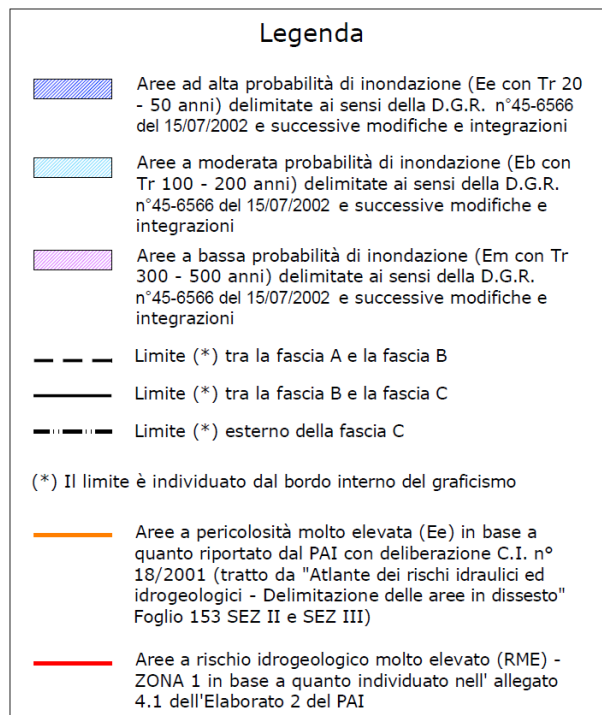 Legenda
Aree ad alta probabilità di inondazione (Ee con Tr 20
- 50 anni) delimitate ai sensi della D.G.R. n°45-6566
del 15/07/2002 e successive modifiche e integrazioni
Aree a moderata probabilità di inondazione (Eb con
Tr 100 - 200 anni) delimitate ai sensi della D.G.R.
n°45-6566 del 15/07/2002 e successive modifiche e
integrazioni
Aree a bassa probabilità di inondazione (Em con Tr
300 - 500 anni) delimitate ai sensi della D.G.R.
n°45-6566 del 15/07/2002 e successive modifiche e
integrazioni
Limite (*) tra la fascia A e la fascia B
Limite (*) tra la fascia B e la fascia C
Limite (*) esterno della fascia C
(*) Il limite è individuato dal bordo interno del graficismo
Aree a pericolosità molto elevata (Ee) in base a
quanto riportato dal PAI con deliberazione C.I. n°
18/2001 (tratto da "Atlante dei rischi idraulici ed
idrogeologici - Delimitazione delle aree in dissesto"
Foglio 153 SEZ II e SEZ III)
Aree a rischio idrogeologico molto elevato (RME) -
ZONA 1 in base a quanto individuato nell' allegato
4.1 dell'Elaborato 2 del PAI